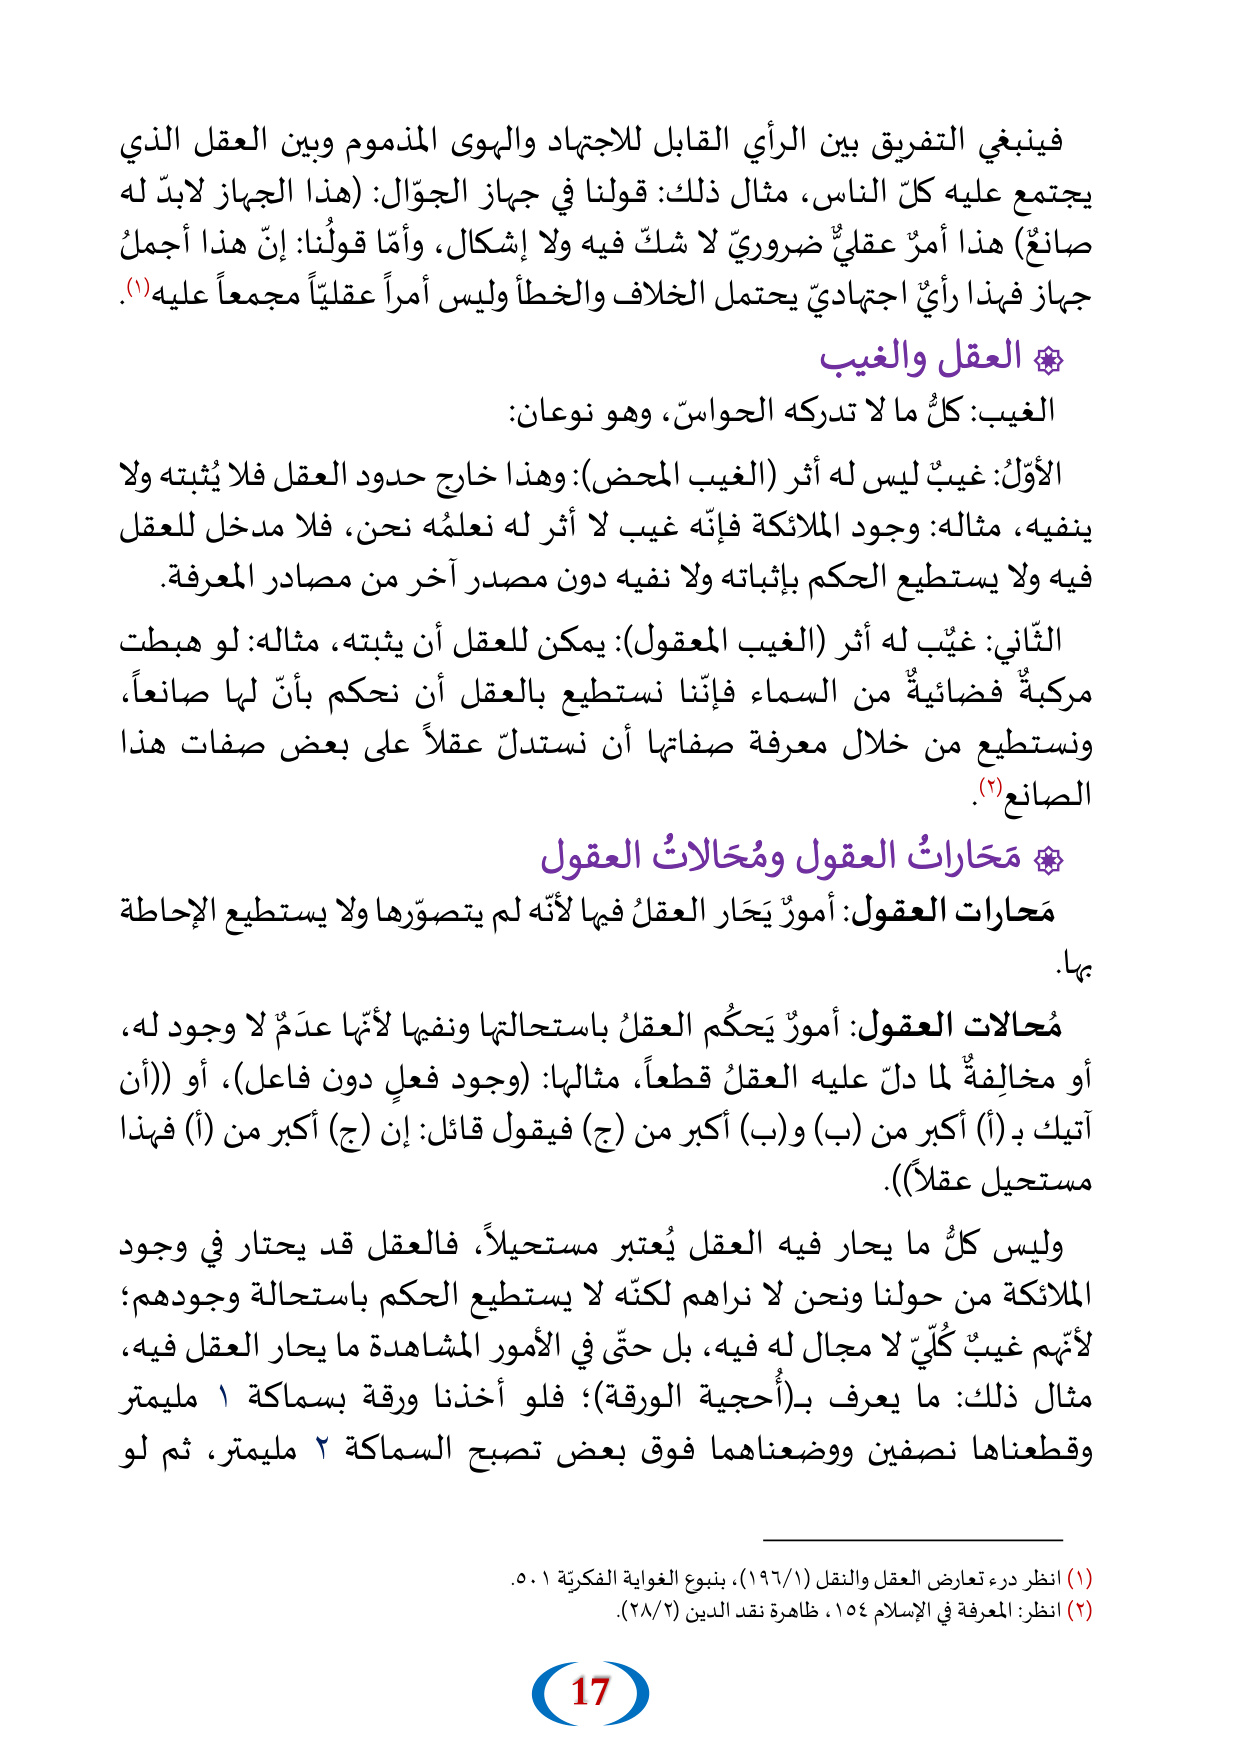 فينبغي التفريق بين الرأي القابل للاجتهاد والهوى المذموم وبين العقل الذي
يجتمع عليه كلّ الناس، مثال ذلك: قولنا في جهاز الجوّال: (هذا الجهاز لابدّ له
صانعٌ) هذا أمرٌ عقليٌّ ضروريّ لا شكّ فيه ولا إشكال، وأمّا قولُنا: إنّ هذا أجملُ
جهاز فهذا رأيٌ اجتهاديّ يحتمل الخلاف والخطأ وليس أمراً عقليّاً مجمعاً عليه(١).
۞ العقل والغيب
الغيب: كلُّ ما لا تدركه الحواسّ، وهو نوعان:
الأوّلُ: غيبٌ ليس له أثر (الغيب المحض): وهذا خارج حدود العقل فلا يُثبته ولا
ينفيه، مثاله: وجود الملائكة فإنّه غيب لا أثر له نعلمُه نحن، فلا مدخل للعقل
فيه ولا يستطيع الحكم بإثباته ولا نفيه دون مصدر آخر من مصادر المعرفة.
الثّاني: غيٌب له أثر (الغيب المعقول): يمكن للعقل أن يثبته، مثاله: لو هبطت
مركبةٌ فضائيةٌ من السماء فإنّنا نستطيع بالعقل أن نحكم بأنّ لها صانعاً،
ونستطيع من خلال معرفة صفاتها أن نستدلّ عقلاً على بعض صفات هذا
الصانع(٢).
۞ مَحَاراتُ العقول ومُحَالاتُ العقول
مَحارات العقول: أمورٌ يَحَار العقلُ فيها لأنّه لم يتصوّرها ولا يستطيع الإحاطة
بها.
مُحالات العقول: أمورٌ يَحكُم العقلُ باستحالتها ونفيها لأنّها عدَمٌ لا وجود له،
أو مخالِفةٌ لما دلّ عليه العقلُ قطعاً، مثالها: (وجود فعلٍ دون فاعل)، أو ((أن
آتيك بـ (أ) أكبر من (ب) و(ب) أكبر من (ج) فيقول قائل: إن (ج) أكبر من (أ) فهذا
مستحيل عقلاً)).
وليس كلُّ ما يحار فيه العقل يُعتبر مستحيلاً، فالعقل قد يحتار في وجود
الملائكة من حولنا ونحن لا نراهم لكنّه لا يستطيع الحكم باستحالة وجودهم؛
لأنّهم غيبٌ كُلّيّ لا مجال له فيه، بل حتّى في الأمور المشاهدة ما يحار العقل فيه،
مثال ذلك: ما يعرف بـ(أُحجية الورقة)؛ فلو أخذنا ورقة بسماكة ١ مليمتر
وقطعناها نصفين ووضعناهما فوق بعض تصبح السماكة ٢ مليمتر، ثم لو
(١) انظر درء تعارض العقل والنقل (١٩٦/١)، بنبوع الغواية الفكريّة ٥٠١.
(٢) انظر: المعرفة في الإسلام ١٥٤، ظاهرة نقد الدين (٢٨/٢).
17